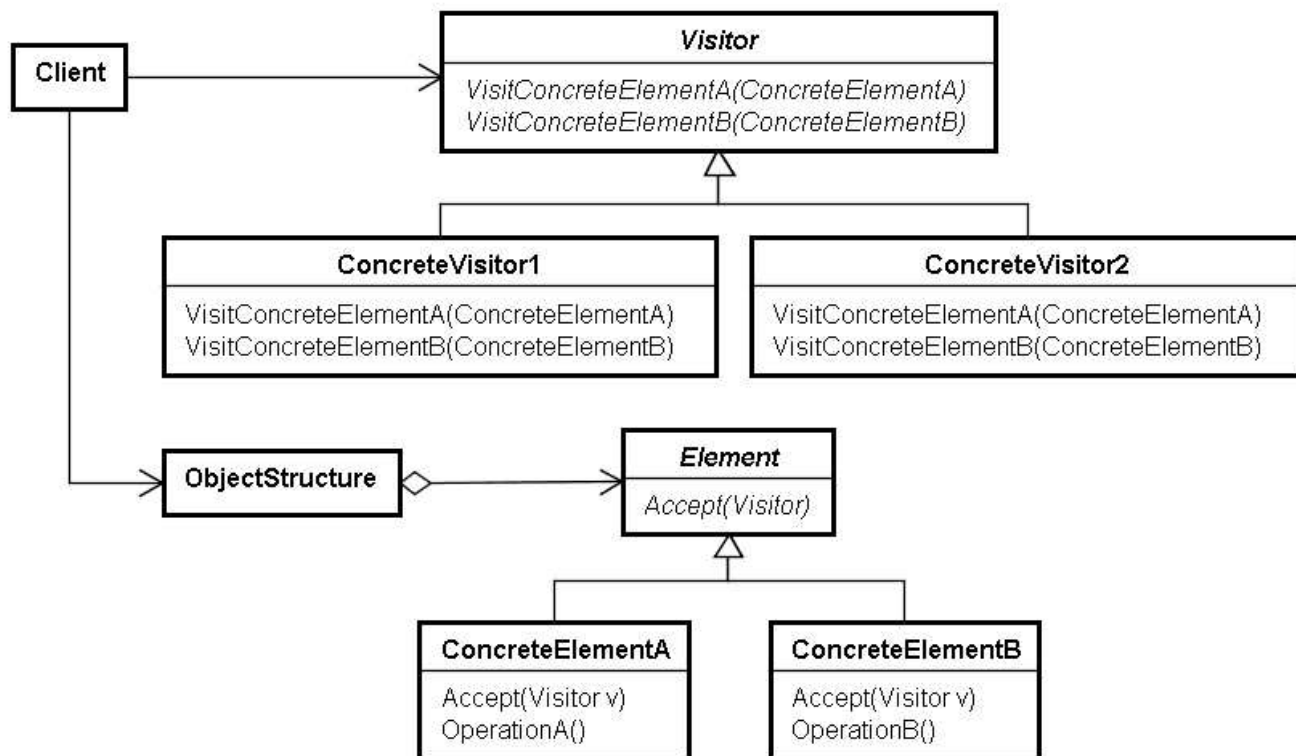 Visitor
Client
VisitConcreteElementA(ConcreteElementA)
VisitConcreteElementB(ConcreteElementB)
ConcreteVisitor1
VisitConcreteElementA(ConcreteElementA)
VisitConcreteElementB(ConcreteElementB)
ConcreteVisitor2
VisitConcreteElementA(ConcreteElementA)
VisitConcreteElementB(ConcreteElementB)
ObjectStructure
Element
Accept(Visitor)
ConcreteElementA
Accept(Visitor v)
OperationA()
ConcreteElementB
Accept(Visitor v)
OperationB()